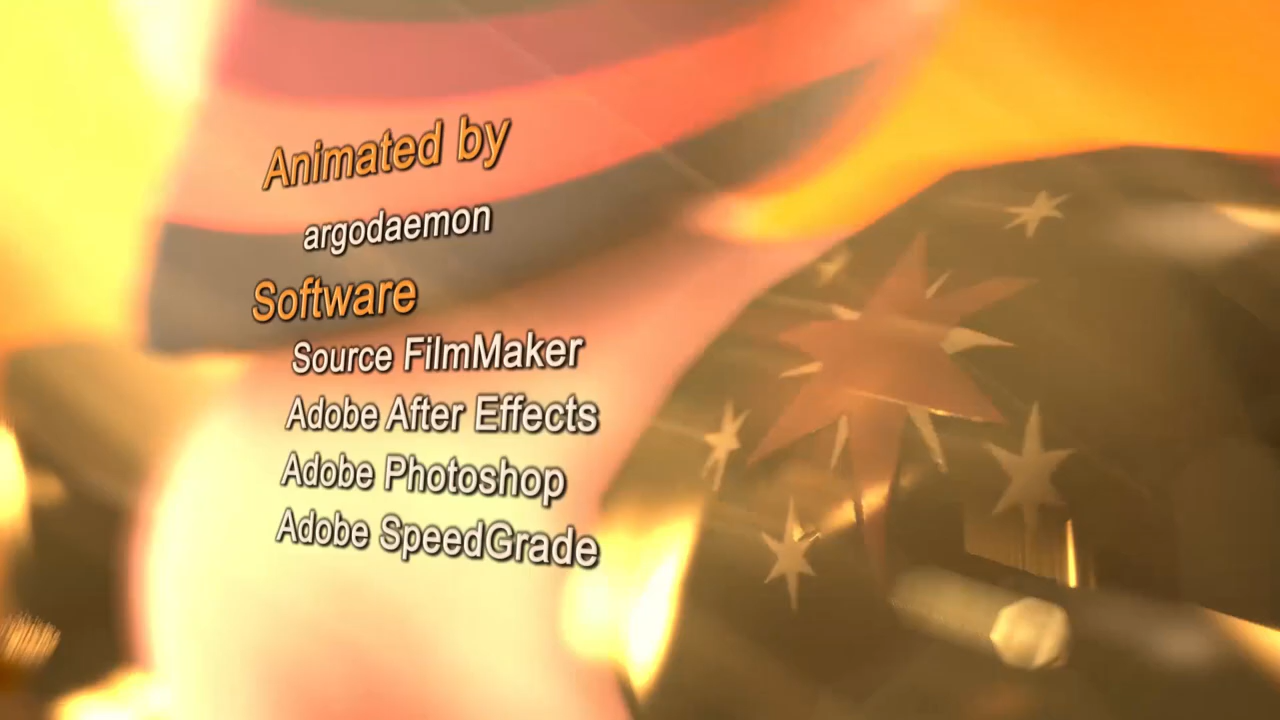 Animated by
argodaemon
Software
Source FilmMaker
Adobe After Effects
Adobe Photoshop
Adobe SpeedGrade